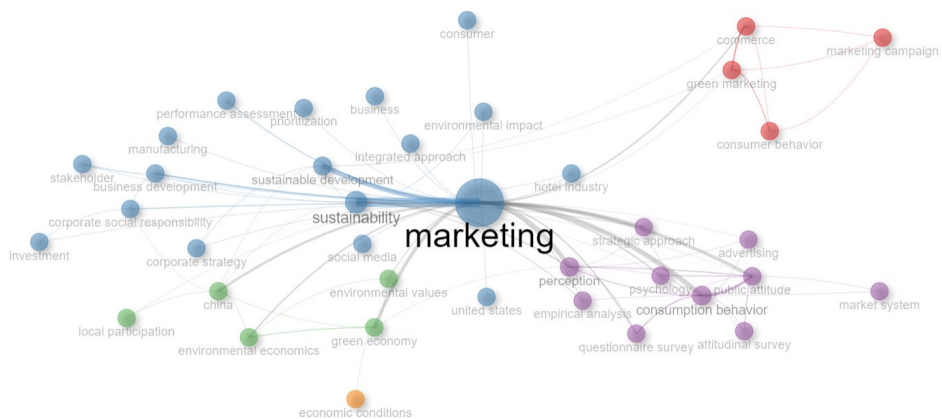 consumer
commerce
marketing campaign
green marketing
performance assessment
prioritization
business
environmental impact
consumer behavior
manufacturing
integrated approach
stakeholder
business development
sustainable development
hotel industry
corporate social responsibility
sustainability
marketing
strategic approach
investment
corporate strategy
social media
advertising
china
environmental values
perception
psychology
public attitude
united states
empirical analysis
consumption behavior
market system
local participation
environmental economics
green economy
questionnaire survey
attitudinal survey
economic conditions